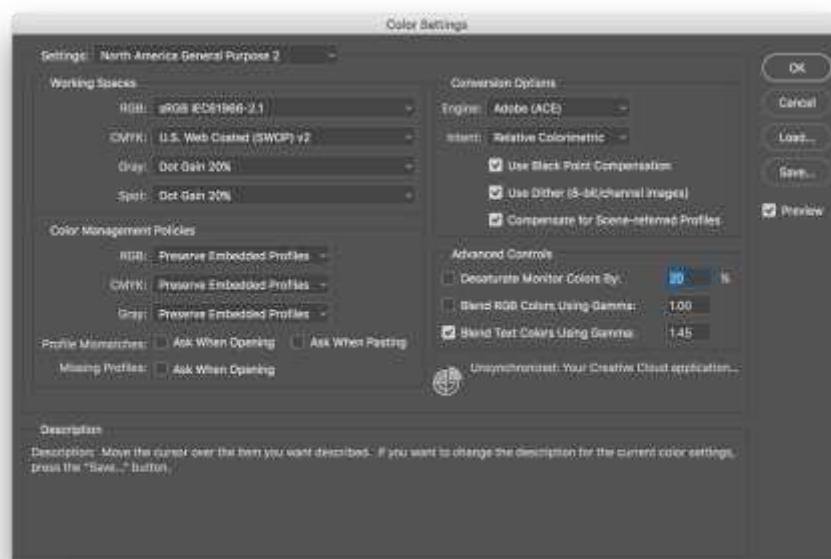 Color Settings
Settings: North America General Purpose 2
Working Spaces
RGB: sRGB IEC61966-2.1
CMYK: U.S. Web Coated (SWOP) v2
Gray: Dot Gain 20%
Spot: Dot Gain 20%
Color Management Policies
RGB: Preserve Embedded Profiles
CMYK: Preserve Embedded Profiles
Gray: Preserve Embedded Profiles
Profile Mismatches: Ask When Opening Ask When Pasting
Missing Profiles: Ask When Opening
Conversion Options
Engine: Adobe (ACE)
Intent: Relative Colorimetric
Use Black Point Compensation
Use Dither (8-bit/channel images)
Compensate for Scene-referred Profiles
Advanced Controls
Desaturate Monitor Colors By: 20 %
Blend RGB Colors Using Gamma: 1.00
Blend Text Colors Using Gamma: 1.45
Unsynchronized: Your Creative Cloud application...
OK
Cancel
Load...
Save...
Preview
Description
Description: Move the cursor over the item you want described. If you want to change the description for the current color settings,
press the "Save..." button.